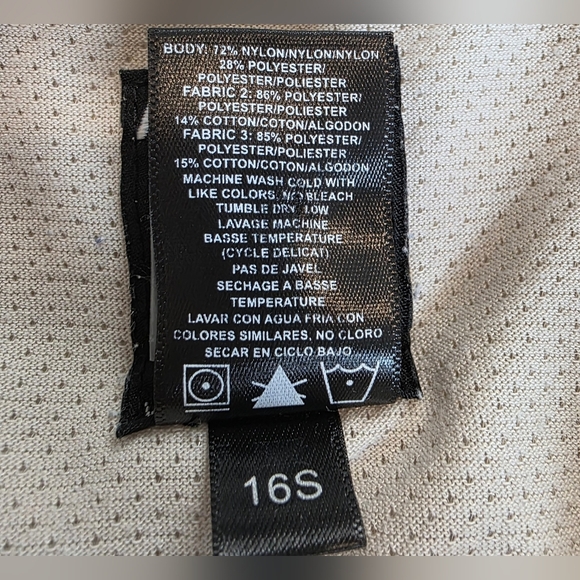 BODY: 72% NYLON/NYLON/NYLON
28% POLYESTER/
POLYESTER/POLIESTER
FABRIC 2: 86% POLYESTER/
POLYESTER/POLIESTER
14% COTTON/COTON/ALGODON
FABRIC 3: 85% POLYESTER/
POLYESTER/POLIESTER
15% COTTON/COTON/ALGODON
MACHINE WASH COLD WITH
LIKE COLORS, NO BLEACH
TUMBLE DRY LOW
LAVAGE MACHINE
BASSE TEMPERATURE
(CYCLE DELICAT)
PAS DE JAVEL
SECHAGE A BASSE
TEMPERATURE
LAVAR CON AGUA FRIA CON
COLORES SIMILARES, NO CLORO
SECAR EN CICLO BAJO
16S